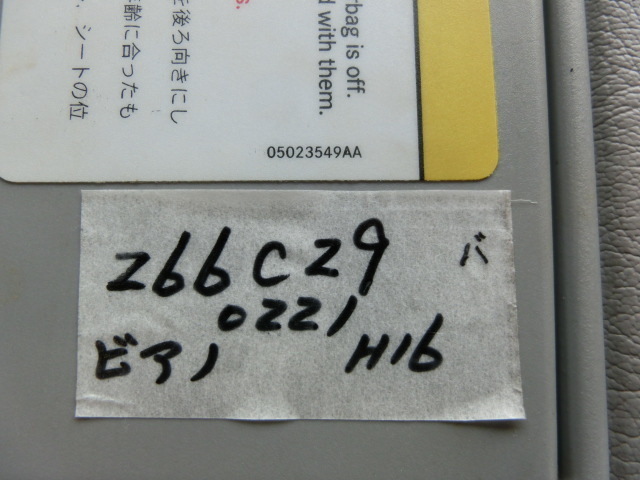 s.
bag is off.
d with them.
を後ろ向きにし
齢に合ったも
、シートの位
05023549AA
Z66CZ9
バ
0221
ビアノ
H16